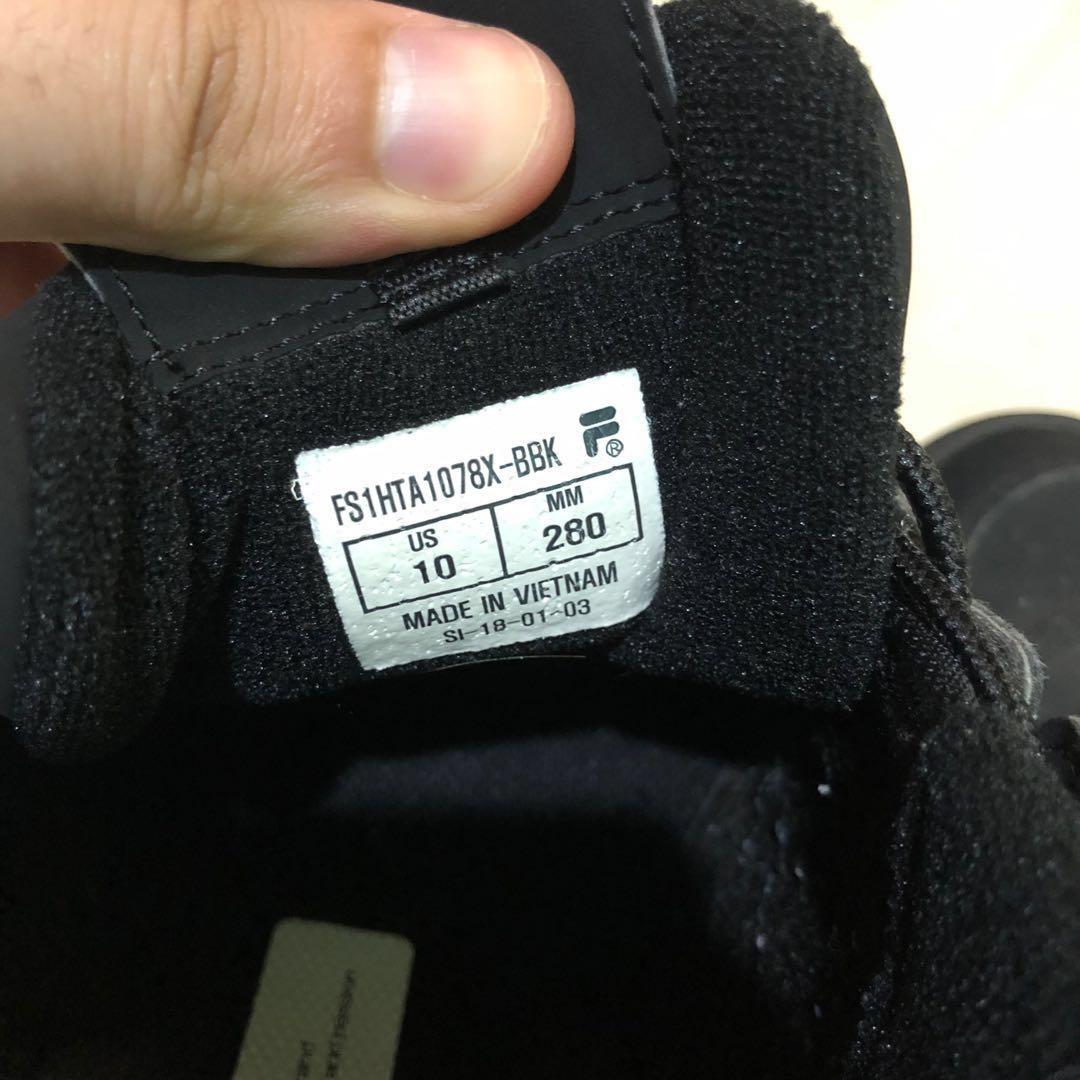 FS1HTA1078X-BBK F®
US MM
10 280
MADE IN VIETNAM
SI-18-01-03